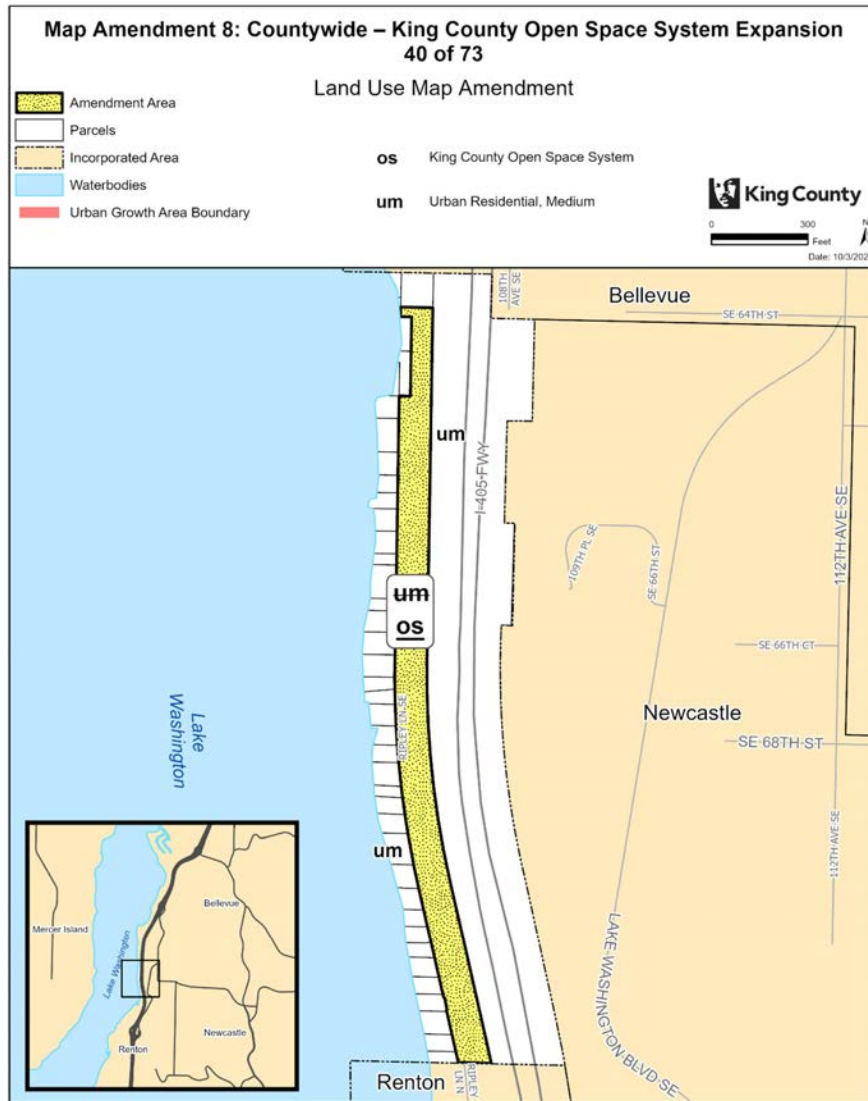 Map Amendment 8: Countywide – King County Open Space System Expansion
40 of 73
Land Use Map Amendment
Amendment Area
Parcels
Incorporated Area
Waterbodies
Urban Growth Area Boundary
os King County Open Space System
um Urban Residential, Medium
King County
0 300
Feet
N
Date: 10/3/202
108TH
AVE SE
Bellevue
SE 64TH ST
um
I-405 FWY
112TH AVE SE
109TH PL SE
SE 66TH ST
um
os
SE 66TH CT
Lake
Washington
RIPLEY LN SE
Newcastle
SE 68TH ST
um
112TH AVE SE
LAKE WASHINGTON BLVD SE
Mercer Island
Bellevue
Lake Washington
Newcastle
Renton
Renton
RIPLEY
LN N